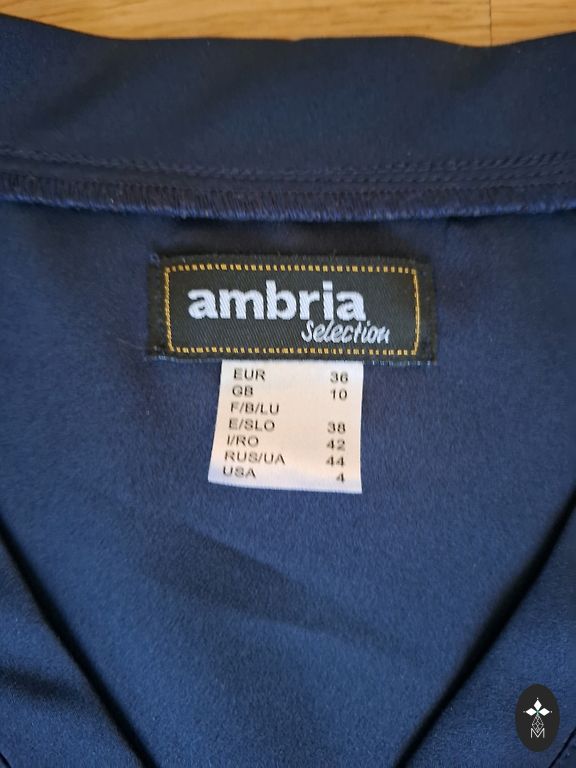 ambria
Selection
EUR 36
GB 10
F/B/LU
E/SLO 38
I/RO 42
RUS/UA 44
USA 4
M